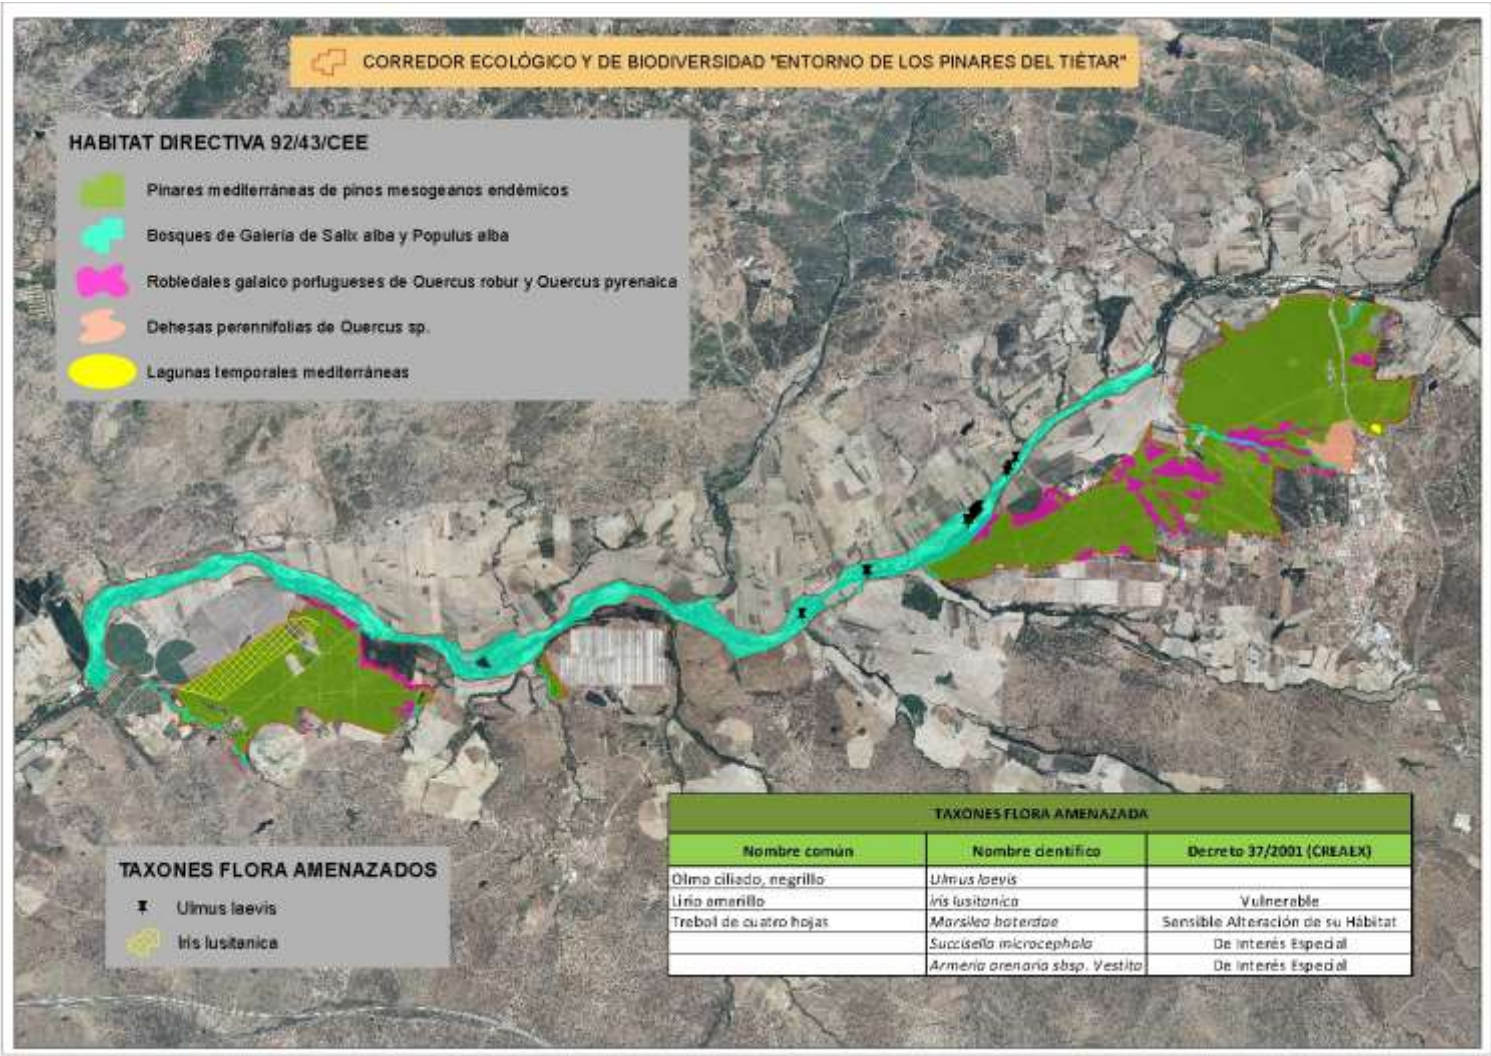 CORREDOR ECOLÓGICO Y DE BIODIVERSIDAD "ENTORNO DE LOS PINARES DEL TIÉTAR"
HABITAT DIRECTIVA 92/43/CEE
Pinares mediterráneas de pinos mesogeanos endémicos
Bosques de Galería de Salix alba y Populus alba
Robledales galaico portugueses de Quercus robur y Quercus pyrenaica
Dehesas perennifolias de Quercus sp.
Lagunas temporales mediterráneas
TAXONES FLORA AMENAZADOS
Ulmus laevis
Iris lusitanica
TAXONES FLORA AMENAZADA
Nombre común Nombre científico Decreto 37/2001 (CREAEX)
Olmo ciliado, negrillo Ulmus laevis
Lirio amarillo Iris lusitanica Vulnerable
Trebol de cuatro hojas Marsilea batardae Sensible Alteración de su Hábitat
Succisella microcephala De Interés Especial
Armeria arenaria sbsp. Vestita De Interés Especial